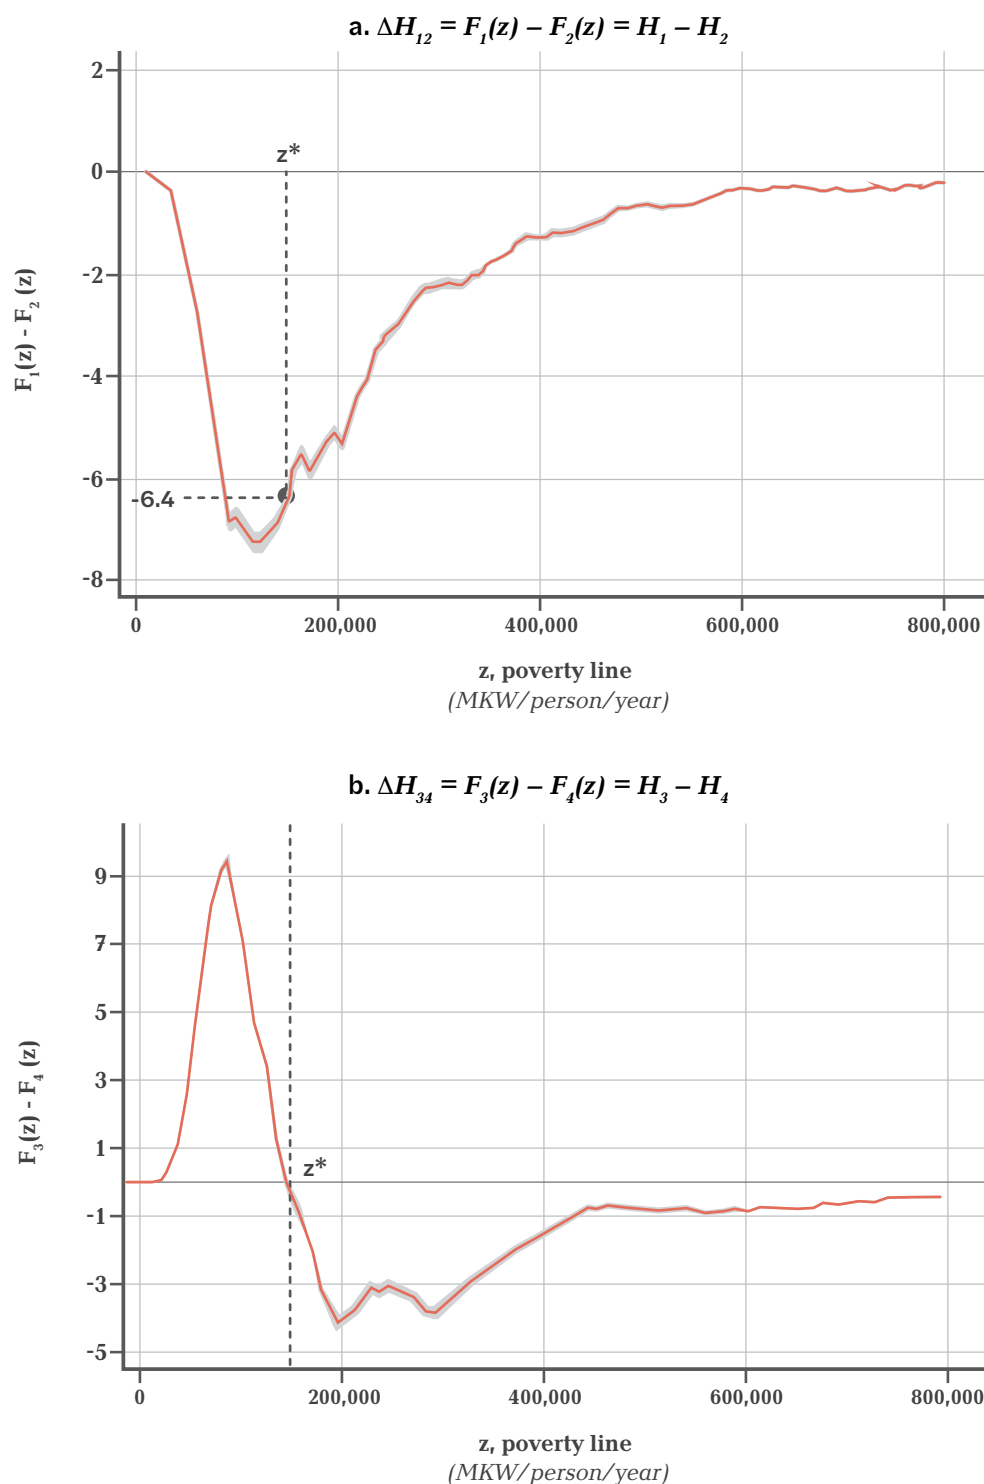 a. ΔH₁₂ = F₁(z) – F₂(z) = H₁ – H₂
2
0
-2
-4
-6
-8
z*
-6.4
F₁(z) - F₂ (z)
0
200,000
400,000
600,000
800,000
z, poverty line
(MKW/person/year)
b. ΔH₃₄ = F₃(z) – F₄(z) = H₃ – H₄
9
7
5
3
1
-1
-3
-5
z*
F₃(z) - F₄ (z)
0
200,000
400,000
600,000
800,000
z, poverty line
(MKW/person/year)